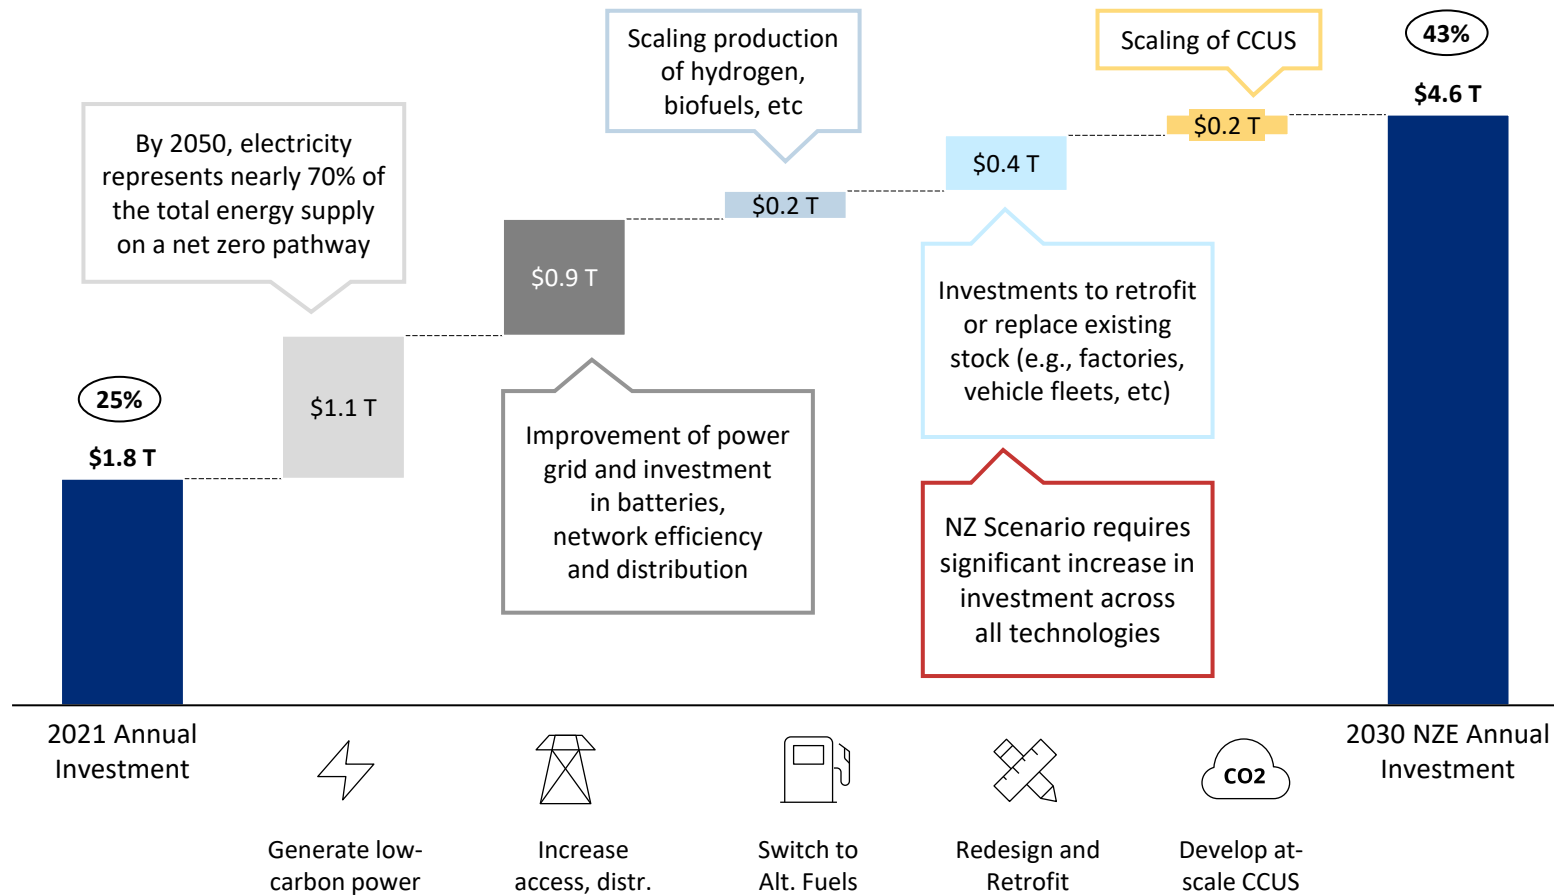 Scaling production
of hydrogen,
biofuels, etc
Scaling of CCUS
43%
$4.6 T
By 2050, electricity
represents nearly 70% of
the total energy supply
on a net zero pathway
$0.2 T
$0.4 T
$0.2 T
$0.9 T
Investments to retrofit
or replace existing
stock (e.g., factories,
vehicle fleets, etc)
25%
$1.8 T
$1.1 T
Improvement of power
grid and investment
in batteries,
network efficiency
and distribution
NZ Scenario requires
significant increase in
investment across
all technologies
2021 Annual
Investment
2030 NZE Annual
Investment
CO2
Generate low-
carbon power
Increase
access, distr.
Switch to
Alt. Fuels
Redesign and
Retrofit
Develop at-
scale CCUS